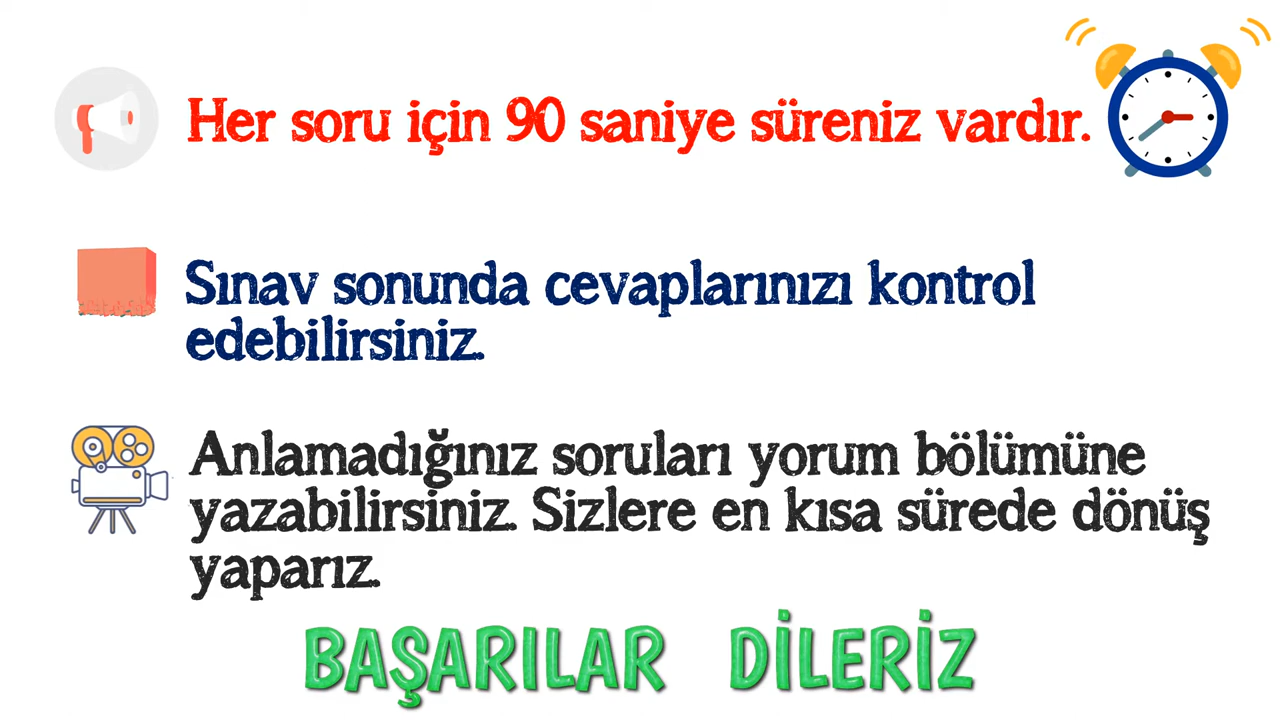 Her soru için 90 saniye süreniz vardır.
Sınav sonunda cevaplarınızı kontrol
edebilirsiniz.
Anlamadığınız soruları yorum bölümüne
yazabilirsiniz. Sizlere en kısa sürede dönüş
yaparız.
BAŞARILAR DİLERİZ